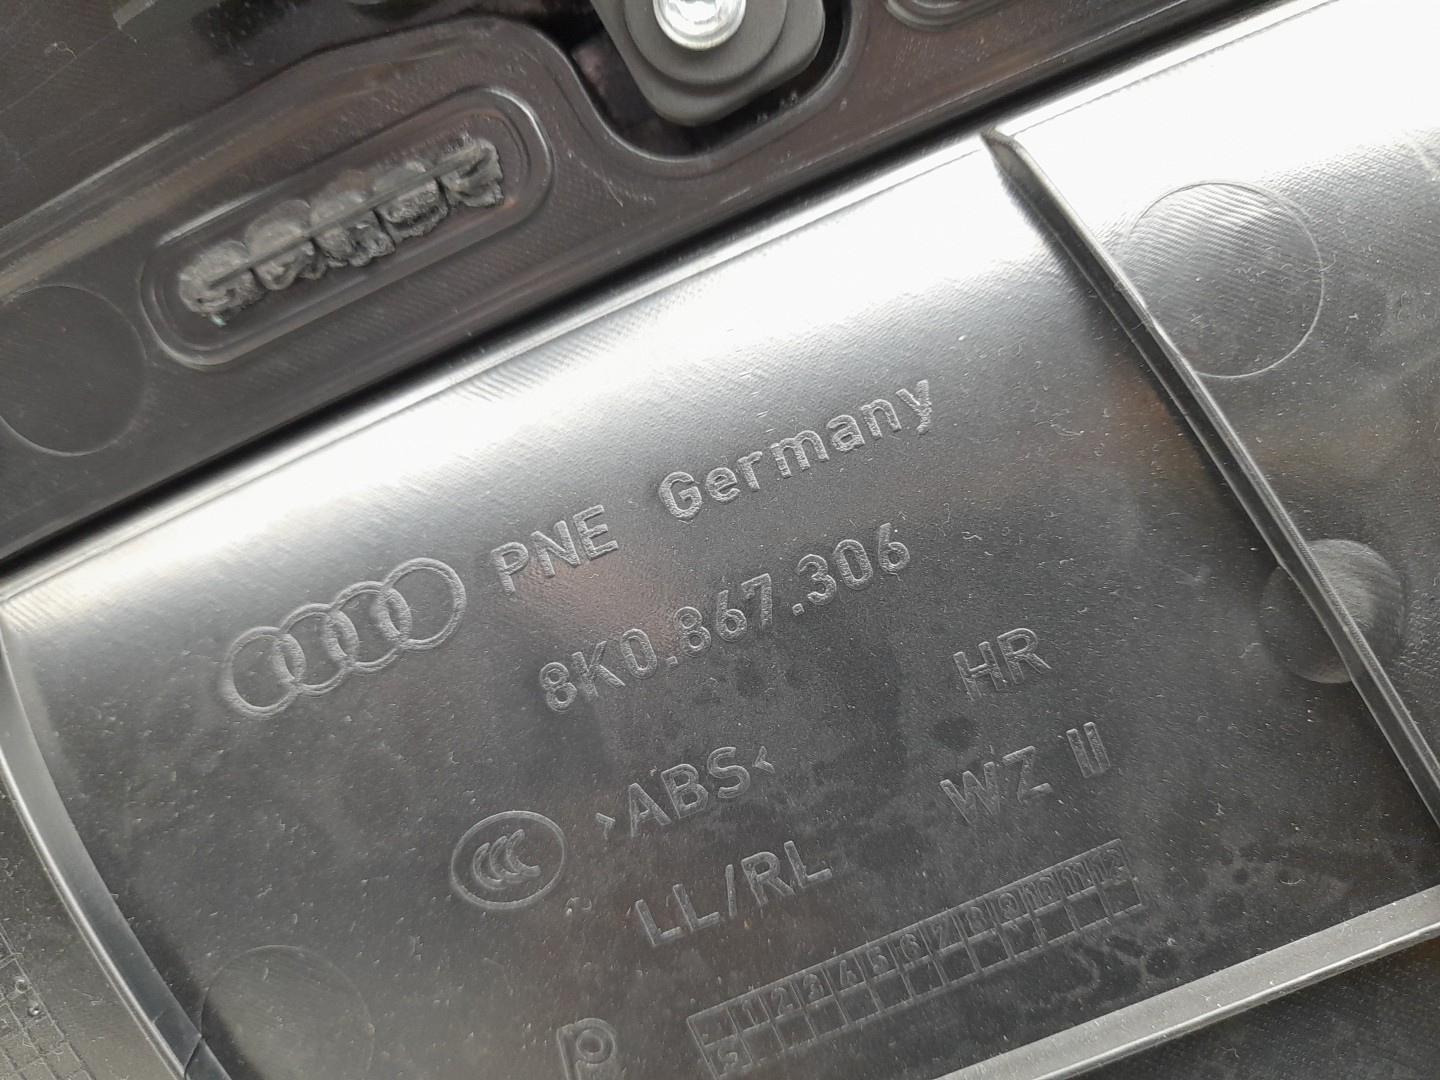 PNE Germany
8K0.867.306
HR
>ABS<
WZ II
CCC
LL/RL
1 2 3 4 5 6 7 8 9 10 11 12